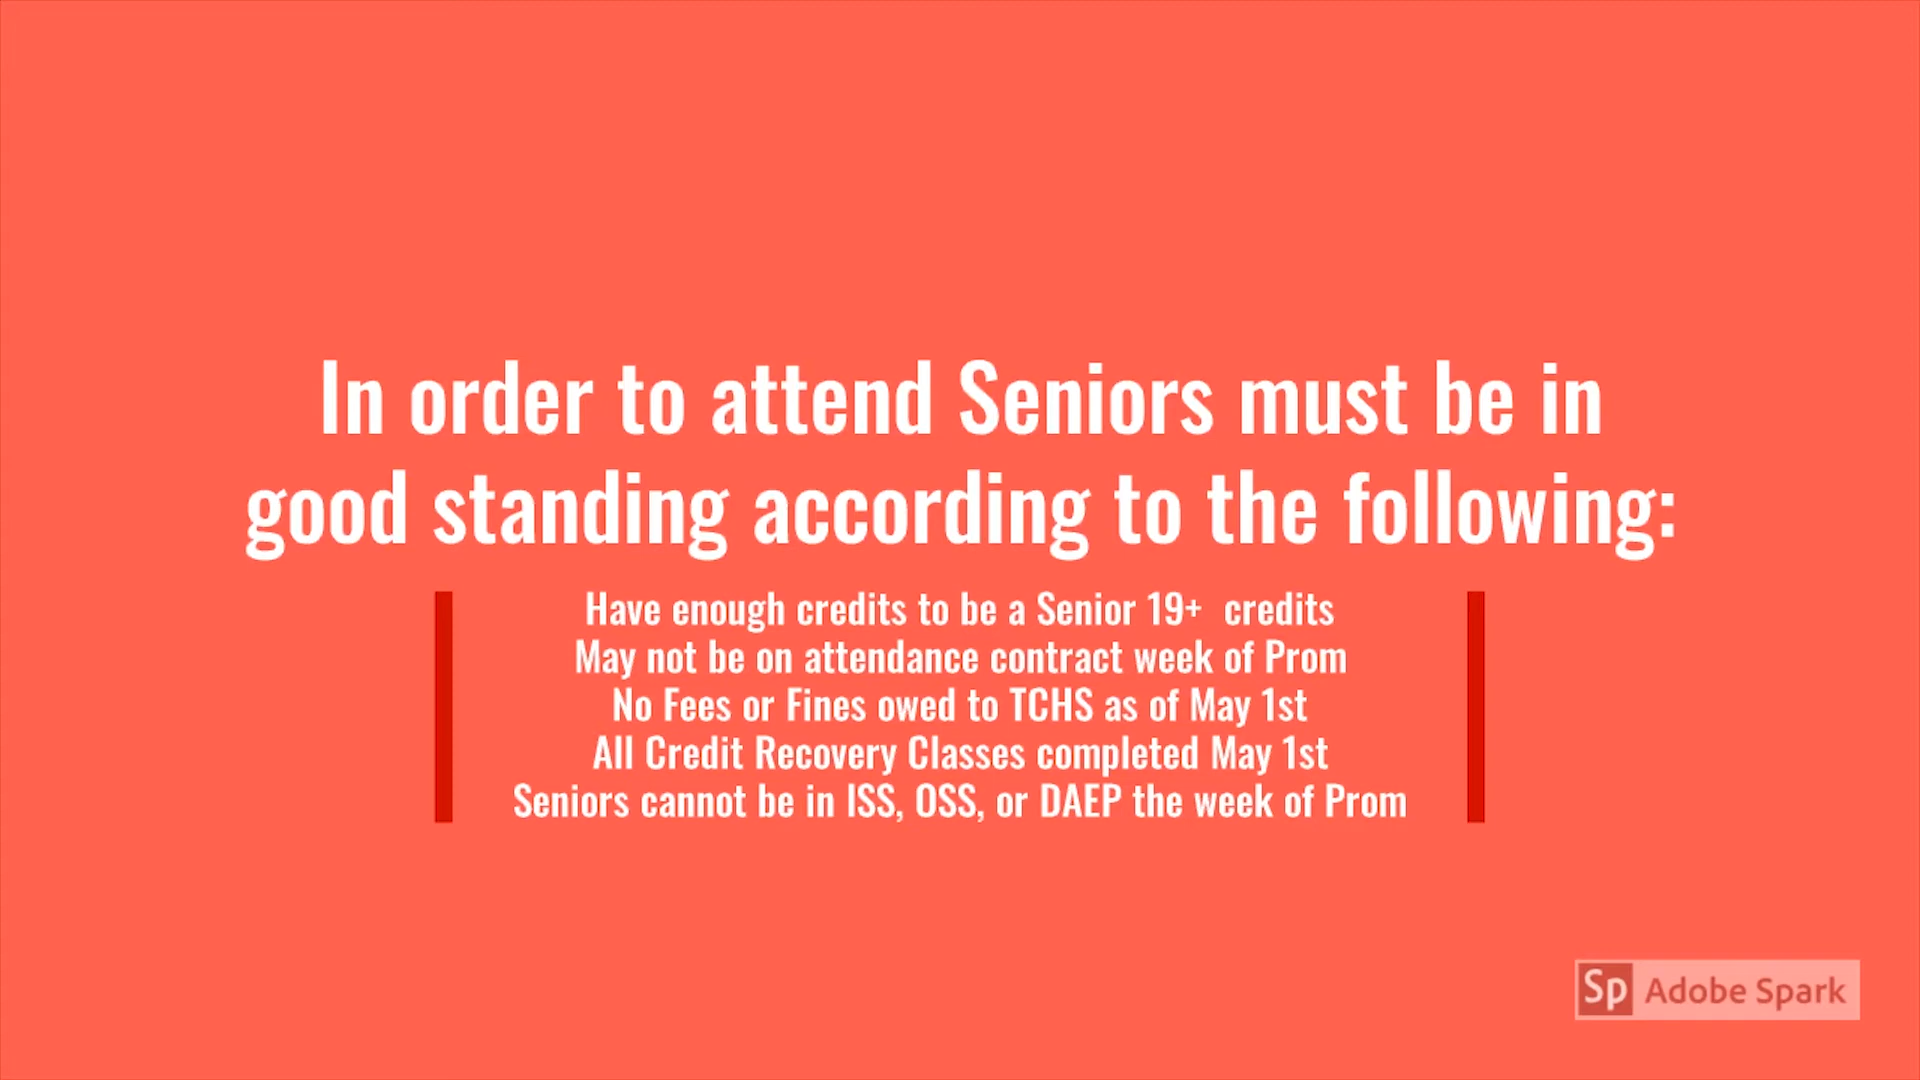 In order to attend Seniors must be in
good standing according to the following:
Have enough credits to be a Senior 19+ credits
May not be on attendance contract week of Prom
No Fees or Fines owed to TCHS as of May 1st
All Credit Recovery Classes completed May 1st
Seniors cannot be in ISS, OSS, or DAEP the week of Prom
Sp Adobe Spark